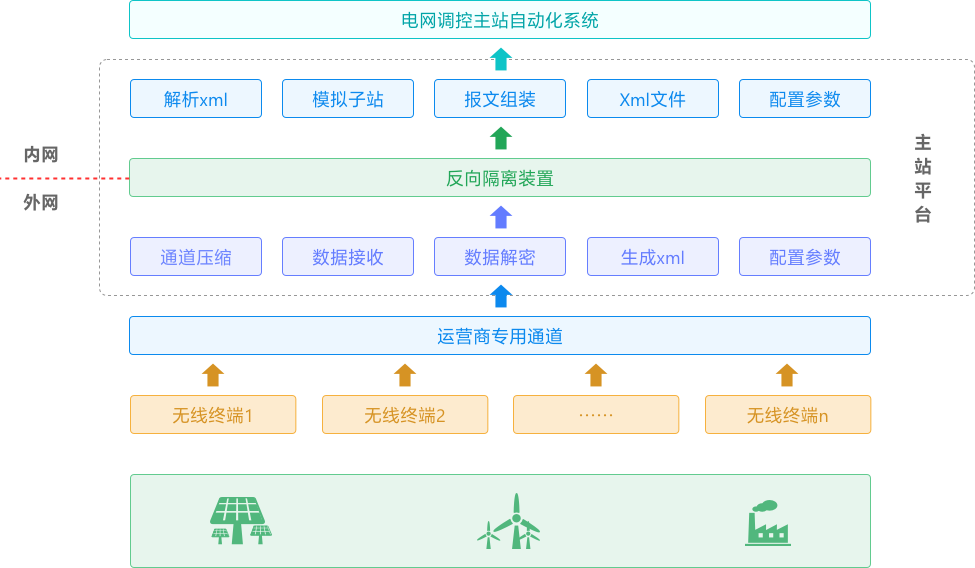 电网调控主站自动化系统
解析xml
模拟子站
报文组装
Xml文件
配置参数
内网
主站平台
反向隔离装置
外网
通道压缩
数据接收
数据解密
生成xml
配置参数
运营商专用通道
无线终端1
无线终端2
……
无线终端n